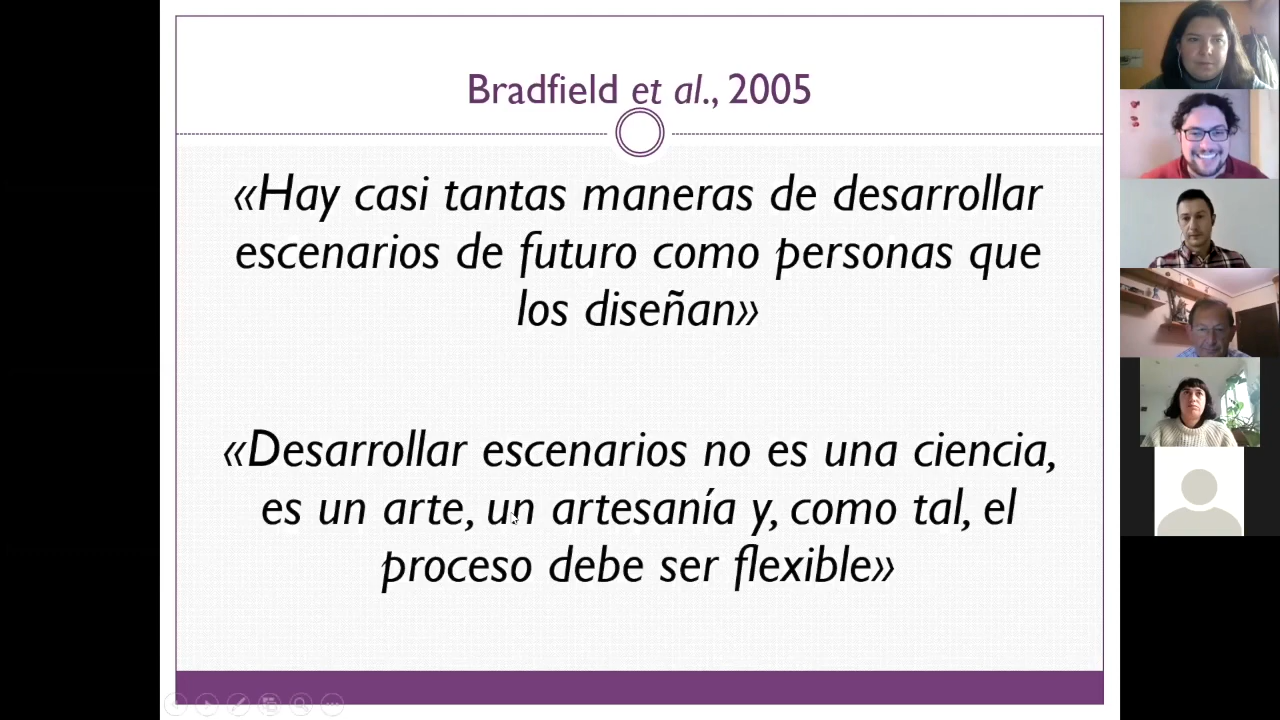 Bradfield et al., 2005
«Hay casi tantas maneras de desarrollar
escenarios de futuro como personas que
los diseñan»
«Desarrollar escenarios no es una ciencia,
es un arte, un artesanía y, como tal, el
proceso debe ser flexible»